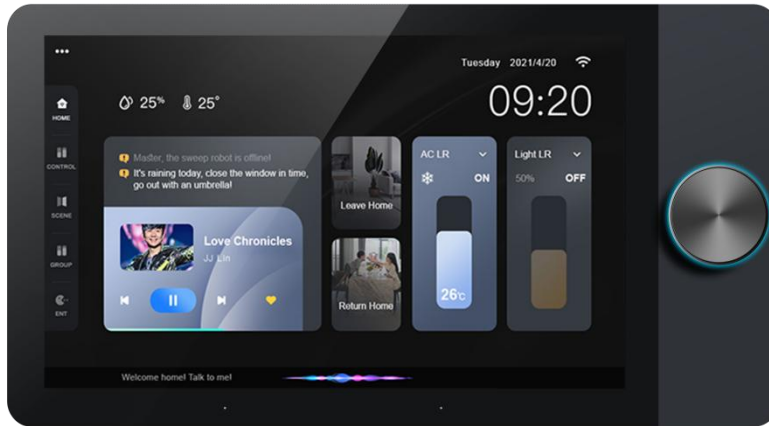 Tuesday 2021/4/20
09:20
25%
25°
HOME
CONTROL
SCENE
GROUP
ENT
Master, the sweep robot is offline!
It's raining today, close the window in time,
go out with an umbrella!
Love Chronicles
JJ Lin
Leave Home
Return Home
AC LR
ON
26℃
Light LR
50% OFF
Welcome home! Talk to me!